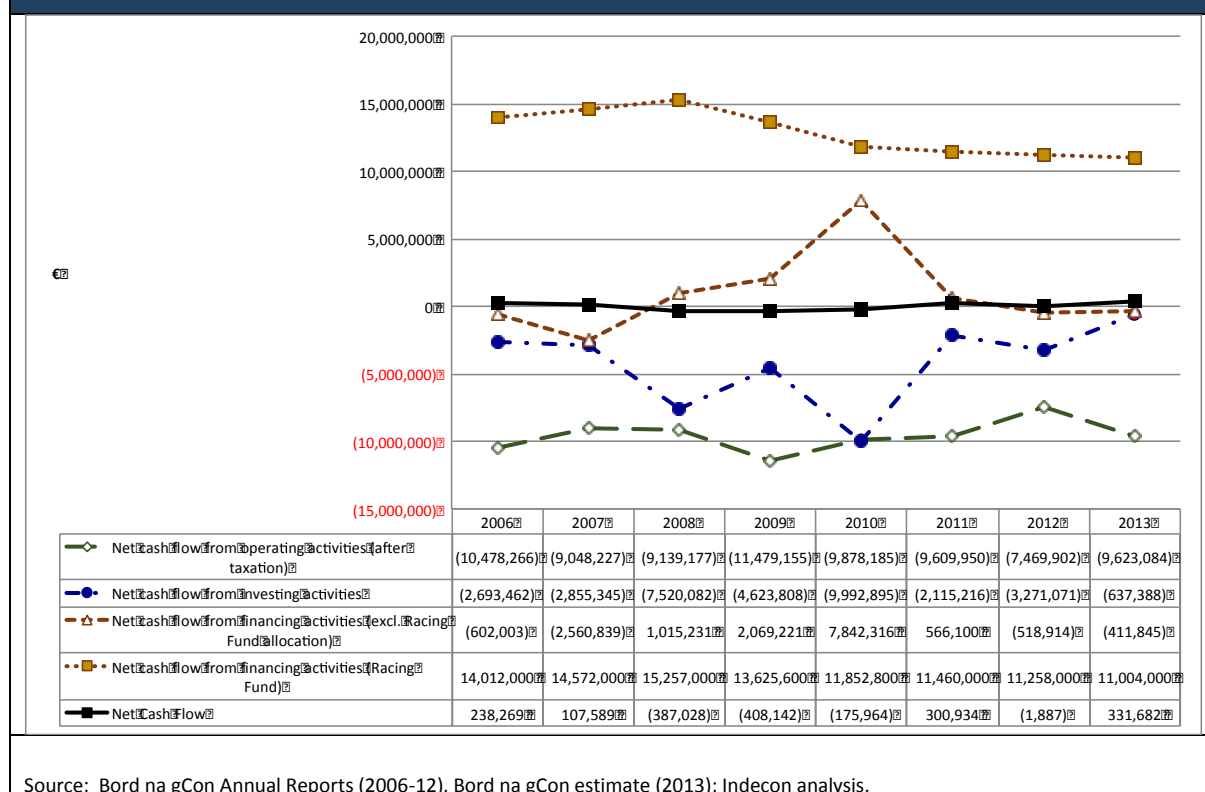 20,000,000
15,000,000
10,000,000
5,000,000
€
0
(5,000,000)
(10,000,000)
(15,000,000)
2006 2007 2008 2009 2010 2011 2012 2013
Net cash flow from operating activities (after
taxation) (10,478,266) (9,048,227) (9,139,177) (11,479,155) (9,878,185) (9,609,950) (7,469,902) (9,623,084)
Net cash flow from investing activities (2,693,462) (2,855,345) (7,520,082) (4,623,808) (9,992,895) (2,115,216) (3,271,071) (637,388)
Net cash flow from financing activities (excl. Racing
Fund allocation) (602,003) (2,560,839) 1,015,231 2,069,221 7,842,316 566,100 (518,914) (411,845)
Net cash flow from financing activities (Racing
Fund) 14,012,000 14,572,000 15,257,000 13,625,600 11,852,800 11,460,000 11,258,000 11,004,000
Net Cash Flow 238,269 107,589 (387,028) (408,142) (175,964) 300,934 (1,887) 331,682
Source: Bord na gCon Annual Reports (2006-12), Bord na gCon estimate (2013); Indecon analysis.